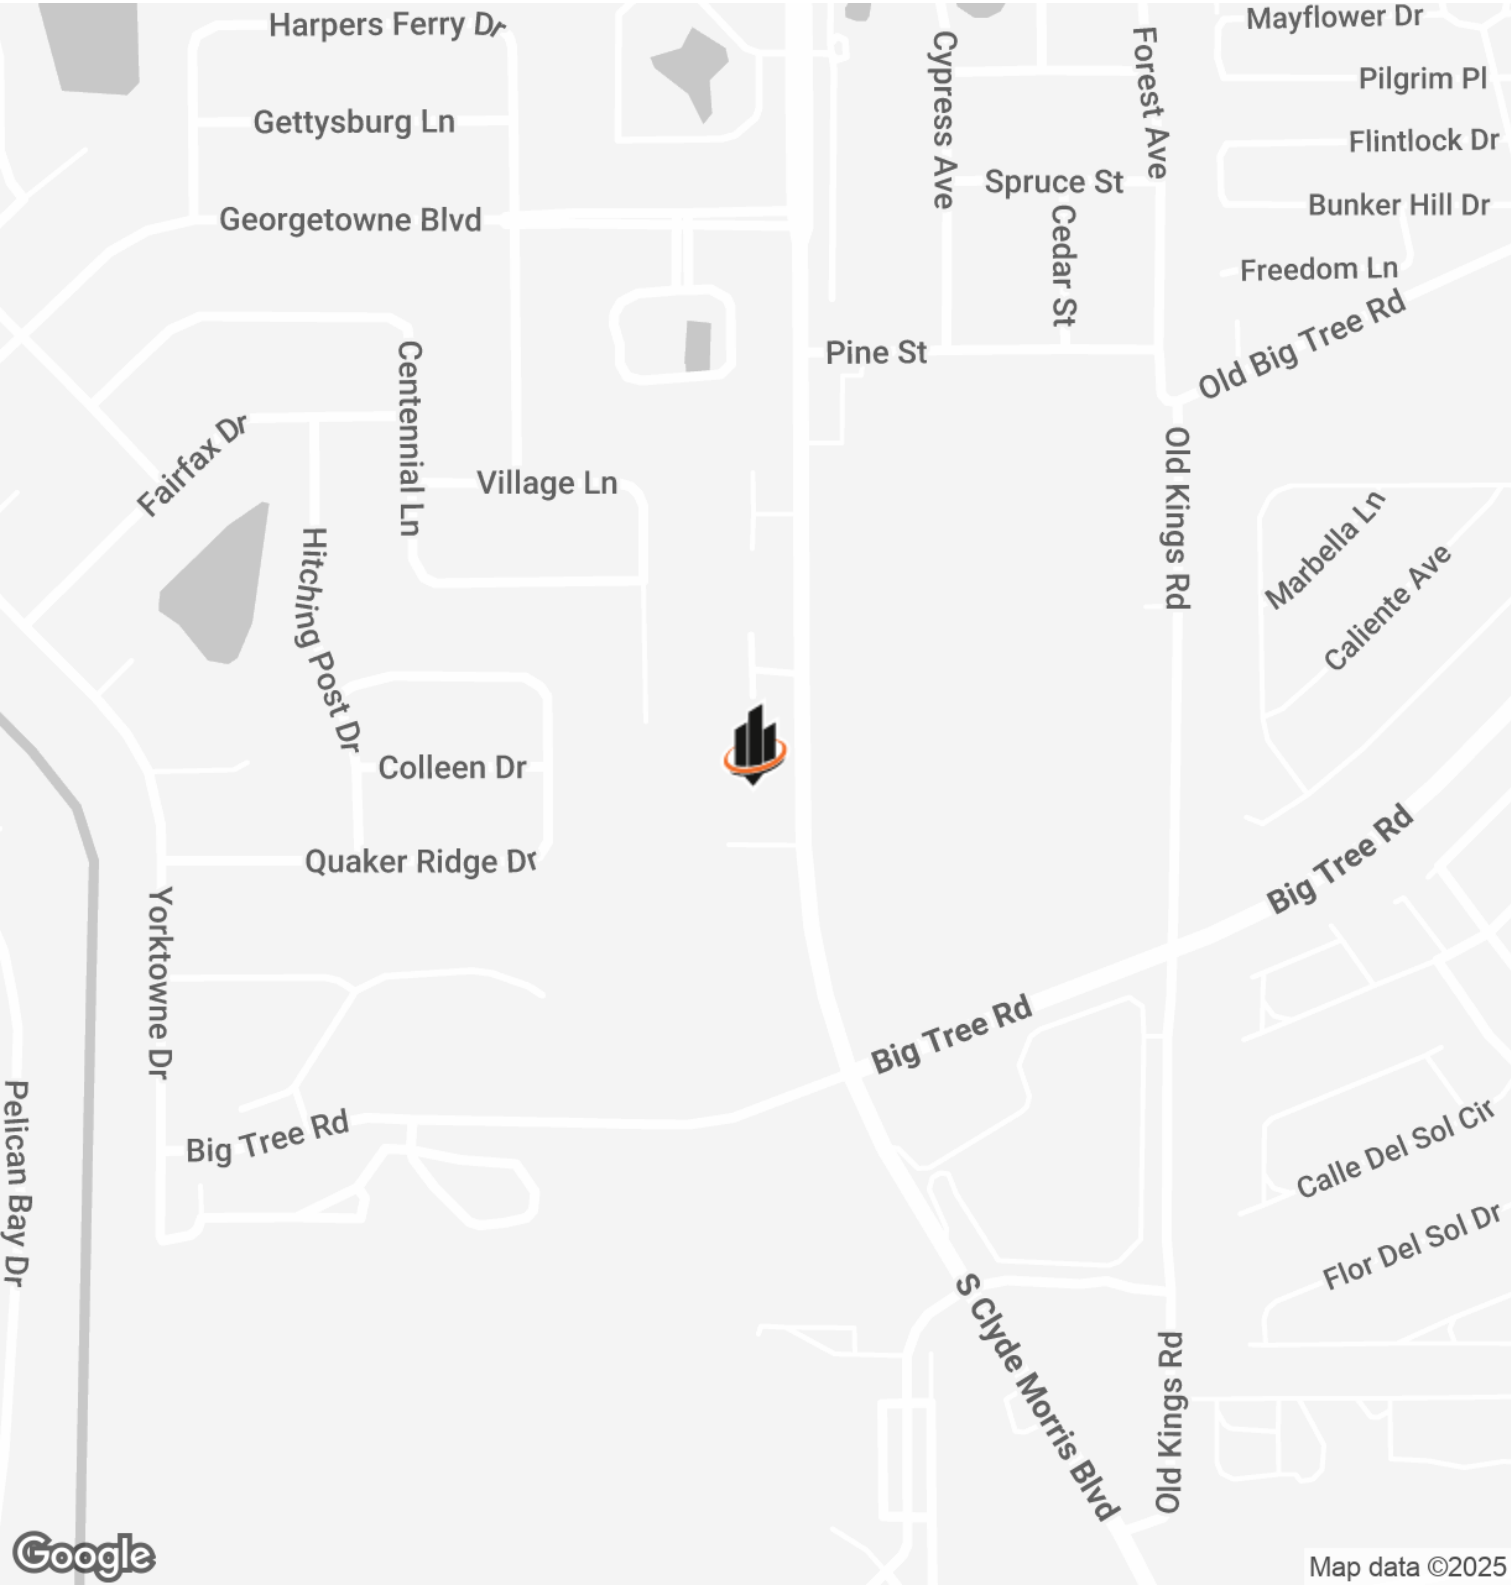 Harpers Ferry Dr
Mayflower Dr
Cypress Ave
Forest Ave
Pilgrim Pl
Gettysburg Ln
Flintlock Dr
Spruce St
Bunker Hill Dr
Georgetowne Blvd
Cedar St
Freedom Ln
Old Big Tree Rd
Pine St
Centennial Ln
Fairfax Dr
Old Kings Rd
Village Ln
Marbella Ln
Caliente Ave
Hitching Post Dr
Colleen Dr
Big Tree Rd
Quaker Ridge Dr
Yorktowne Dr
Big Tree Rd
Pelican Bay Dr
Big Tree Rd
Calle Del Sol Cir
Flor Del Sol Dr
S Clyde Morris Blvd
Old Kings Rd
Google
Map data ©2025